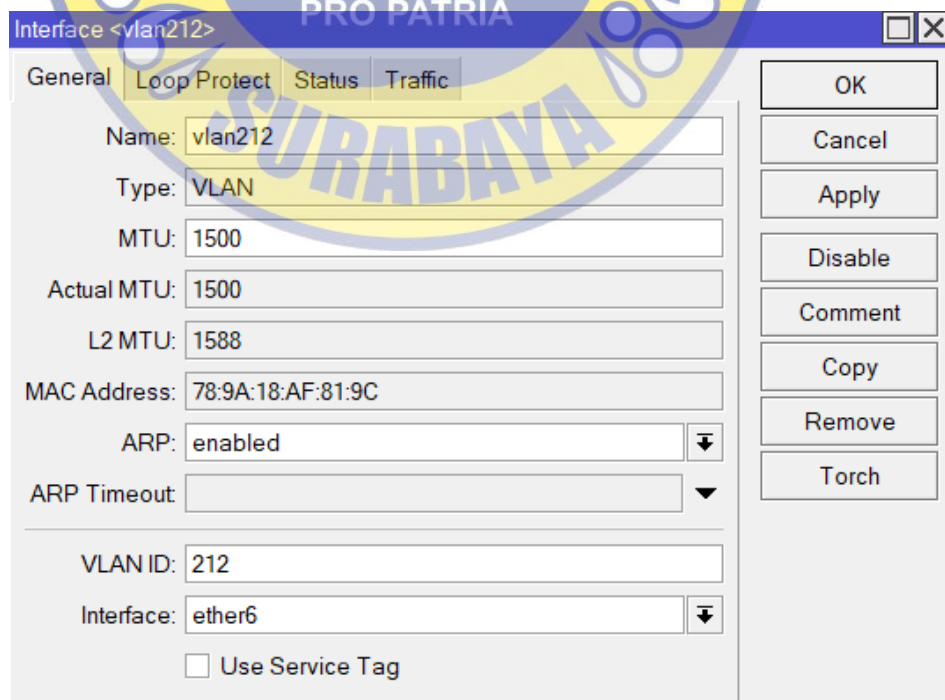 PRO PATRIA
Interface <vlan212>
General Loop Protect Status Traffic
SURABAYA
Name: vlan212
Type: VLAN
MTU: 1500
Actual MTU: 1500
L2 MTU: 1588
MAC Address: 78:9A:18:AF:81:9C
ARP: enabled
ARP Timeout:
VLAN ID: 212
Interface: ether6
Use Service Tag
OK
Cancel
Apply
Disable
Comment
Copy
Remove
Torch